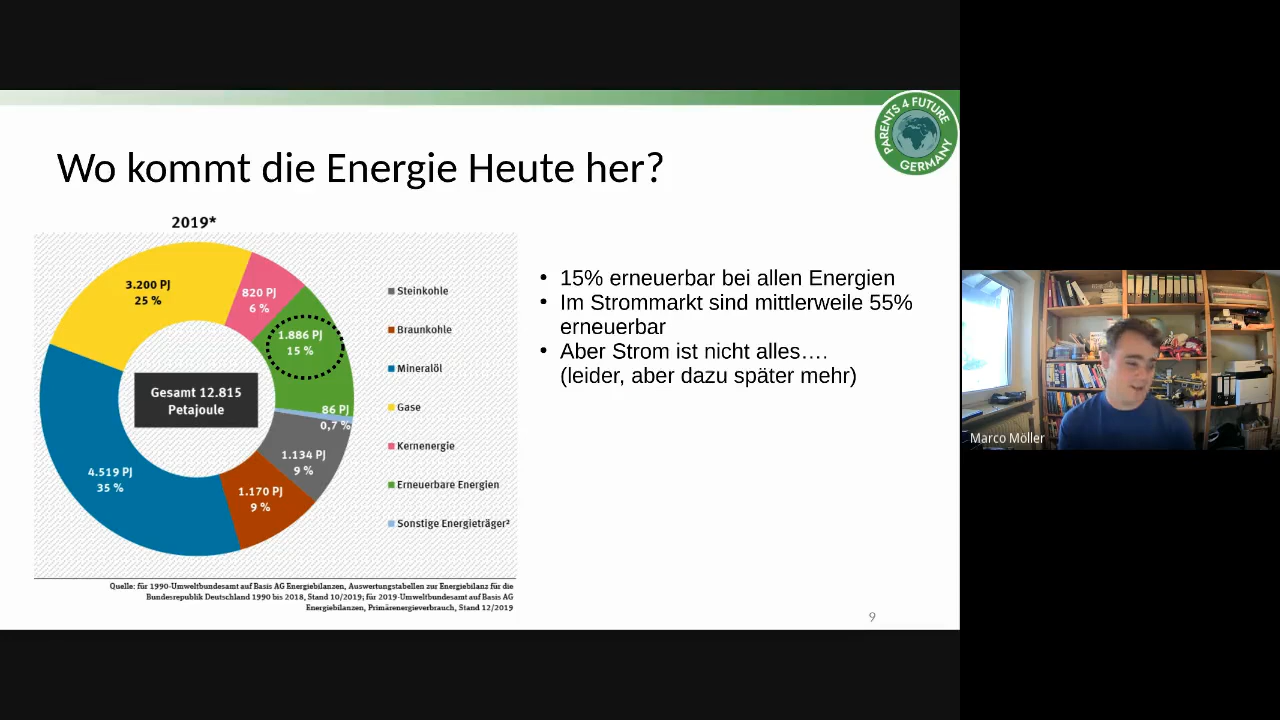 PARENTS 4 FUTURE
GERMANY
Wo kommt die Energie Heute her?
2019*
3.200 PJ
25 %
820 PJ
6 %
1.886 PJ
15 %
86 PJ
0,7 %
1.134 PJ
9 %
1.170 PJ
9 %
4.519 PJ
35 %
Gesamt 12.815
Petajoule
Steinkohle
Braunkohle
Mineralöl
Gase
Kernenergie
Erneuerbare Energien
Sonstige Energieträger²
• 15% erneuerbar bei allen Energien
• Im Strommarkt sind mittlerweile 55%
erneuerbar
• Aber Strom ist nicht alles….
(leider, aber dazu später mehr)
Quelle: für 1990-Umweltbundesamt auf Basis AG Energiebilanzen, Auswertungstabellen zur Energiebilanz für die
Bundesrepublik Deutschland 1990 bis 2018, Stand 10/2019; für 2019-Umweltbundesamt auf Basis AG
Energiebilanzen, Primärenergieverbrauch, Stand 12/2019
9
Marco Möller